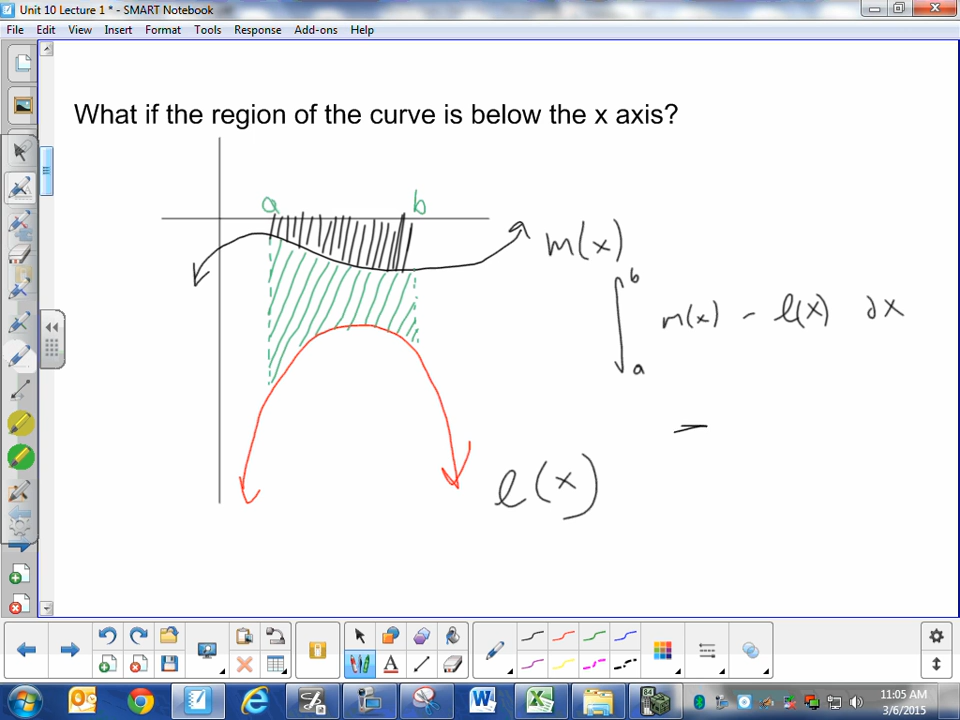 Unit 10 Lecture 1 * - SMART Notebook
File Edit View Insert Format Tools Response Add-ons Help
What if the region of the curve is below the x axis?
a b
m(x)
b
m(x) - l(x) dx
a
l(x)
A
W
84
11:05 AM
3/6/2015